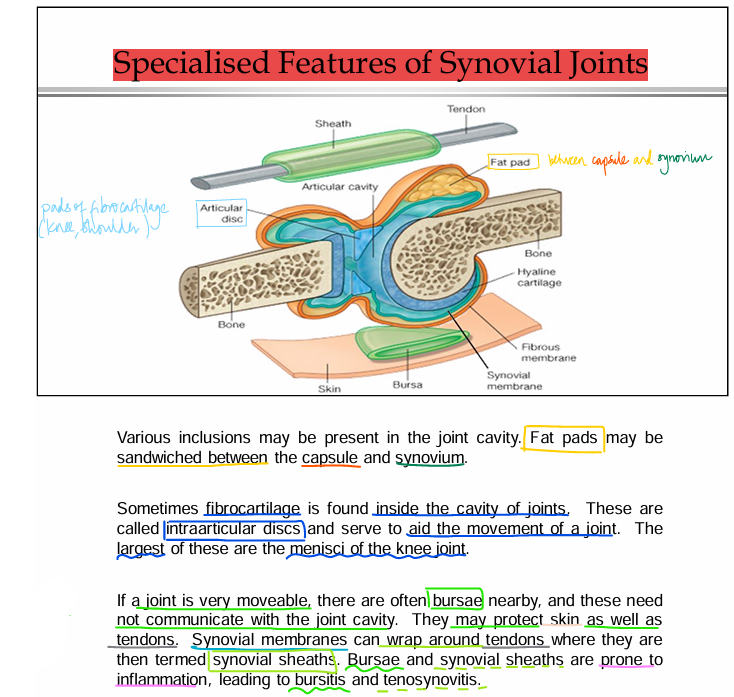 Specialised Features of Synovial Joints
Tendon
Sheath
Fat pad between capsule and synovium
Articular cavity
pads of fibrocartilage
(knee, shoulder)
Articular
disc
Bone
Hyaline
cartilage
Bone
Fibrous
membrane
Synovial
membrane
Skin
Bursa
Various inclusions may be present in the joint cavity. Fat pads may be
sandwiched between the capsule and synovium.
Sometimes fibrocartilage is found inside the cavity of joints. These are
called intraarticular discs and serve to aid the movement of a joint. The
largest of these are the menisci of the knee joint.
If a joint is very moveable, there are often bursae nearby, and these need
not communicate with the joint cavity. They may protect skin as well as
tendons. Synovial membranes can wrap around tendons where they are
then termed synovial sheaths. Bursae and synovial sheaths are prone to
inflammation, leading to bursitis and tenosynovitis.